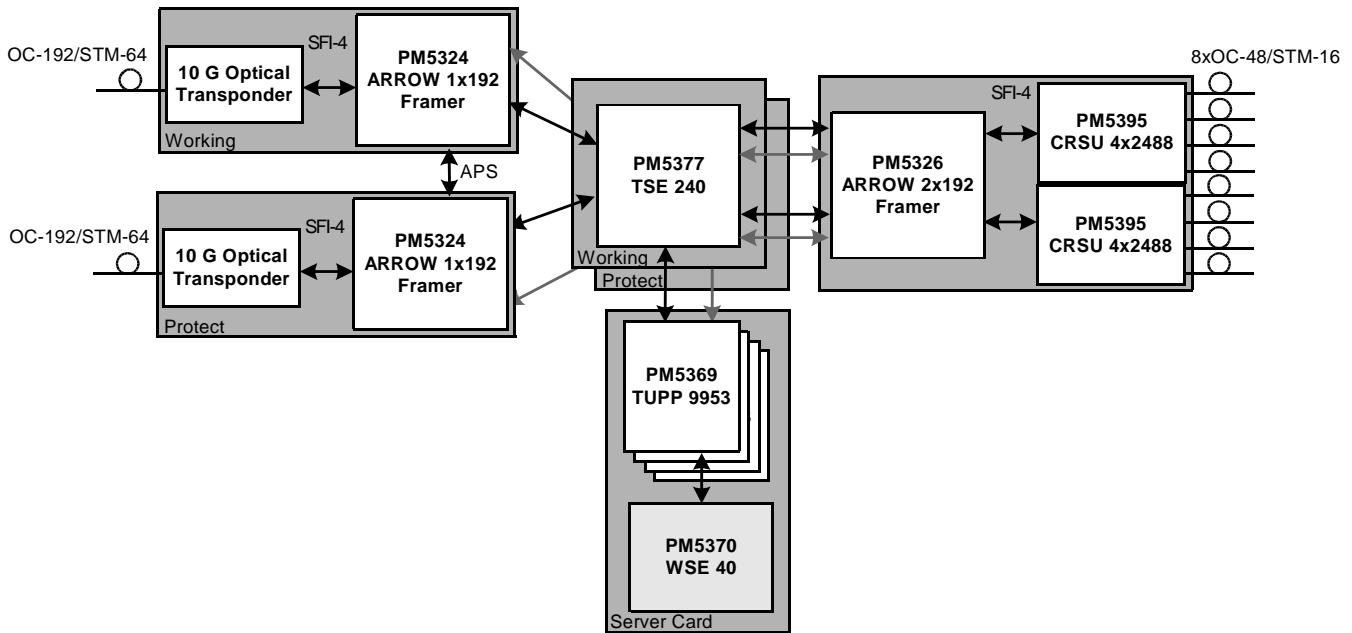 OC-192/STM-64
10 G Optical
Transponder
SFI-4
PM5324
ARROW 1x192
Framer
Working
APS
OC-192/STM-64
10 G Optical
Transponder
SFI-4
PM5324
ARROW 1x192
Framer
Protect
PM5377
TSE 240
Working
Protect
PM5326
ARROW 2x192
Framer
SFI-4
PM5395
CRSU 4x2488
PM5395
CRSU 4x2488
8xOC-48/STM-16
PM5369
TUPP 9953
PM5370
WSE 40
Server Card